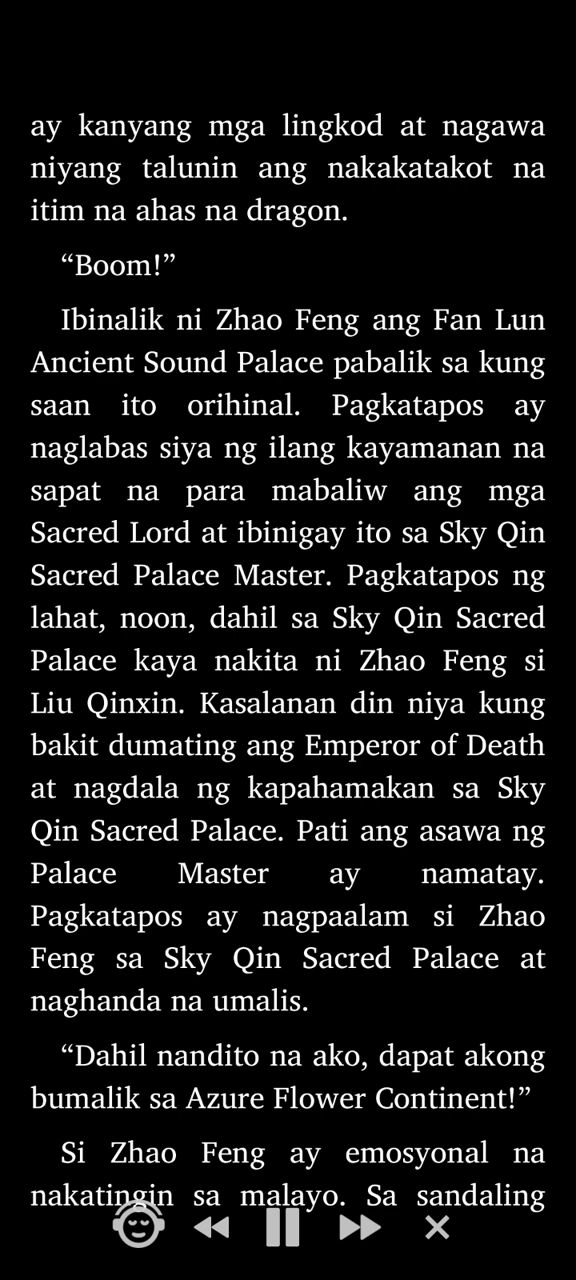 ay kanyang mga lingkod at nagawa
niyang talunin ang nakakatakot na
itim na ahas na dragon.
“Boom!”
Ibinalik ni Zhao Feng ang Fan Lun
Ancient Sound Palace pabalik sa kung
saan ito orihinal. Pagkatapos ay
naglabas siya ng ilang kayamanan na
sapat na para mabaliw ang mga
Sacred Lord at ibinigay ito sa Sky Qin
Sacred Palace Master. Pagkatapos ng
lahat, noon, dahil sa Sky Qin Sacred
Palace kaya nakita ni Zhao Feng si
Liu Qinxin. Kasalanan din niya kung
bakit dumating ang Emperor of Death
at nagdala ng kapahamakan sa Sky
Qin Sacred Palace. Pati ang asawa ng
Palace Master ay namatay.
Pagkatapos ay nagpaalam si Zhao
Feng sa Sky Qin Sacred Palace at
naghanda na umalis.
“Dahil nandito na ako, dapat akong
bumalik sa Azure Flower Continent!”
Si Zhao Feng ay emosyonal na
nakatingin sa malayo. Sa sandaling